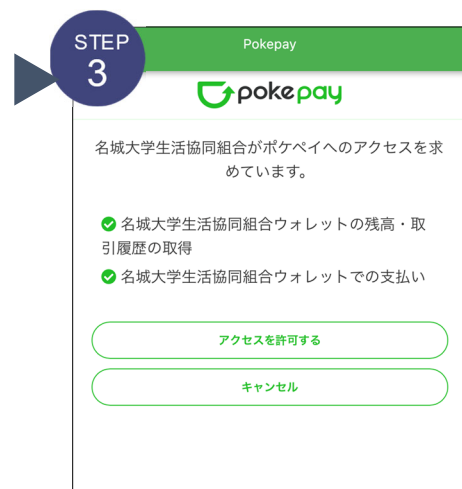 STEP
3
Pokepay
pokepay
名城大学生活協同組合がポケペイへのアクセスを求
めています。
名城大学生活協同組合ウォレットの残高・取
引履歴の取得
名城大学生活協同組合ウォレットでの支払い
アクセスを許可する
キャンセル